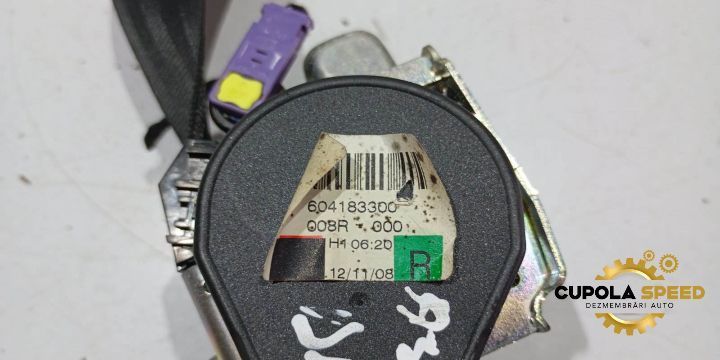 604183300
008R 000
H1 06:20
12/11/08
R
CUPOLA SPEED
DEZMEMBRĂRI AUTO